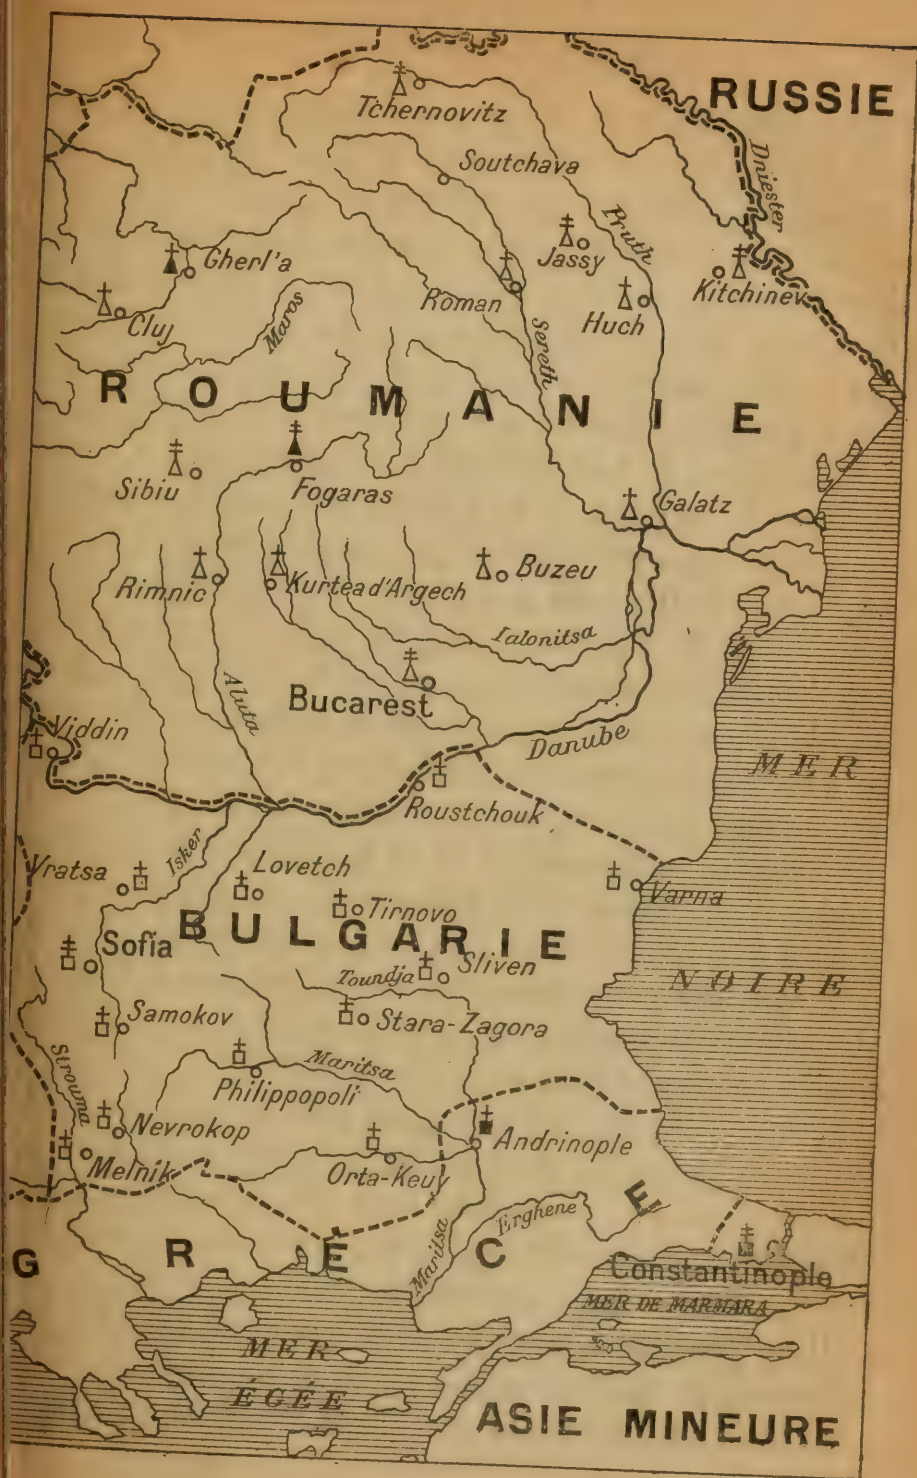 RUSSIE
Tchernovitz
Soutchava
Dniester
Pruth
Jassy
Gherl'a
Kitchinev
Roman
Huch
Cluj
Maros
Sereth
ROUMANIE
Sibiu
Fogaras
Galatz
Rimnic
Kurtea d'Argech
Buzeu
Ialonitsa
Aluta
Bucarest
Viddin
Danube
MER
Roustchouk
Isker
Vratsa
Lovetch
Varna
Tirnovo
BULGARIE
Sofia
Sliven
Toundja
NOIRE
Samokov
Stara-Zagora
Strouma
Maritsa
Philippopoli
Nevrokop
Andrinople
Melnik
Orta-Keuy
Erghene
Maritsa
GRECE
Constantinople
MER DE MARMARA
MER
ÉGÉE
ASIE MINEURE